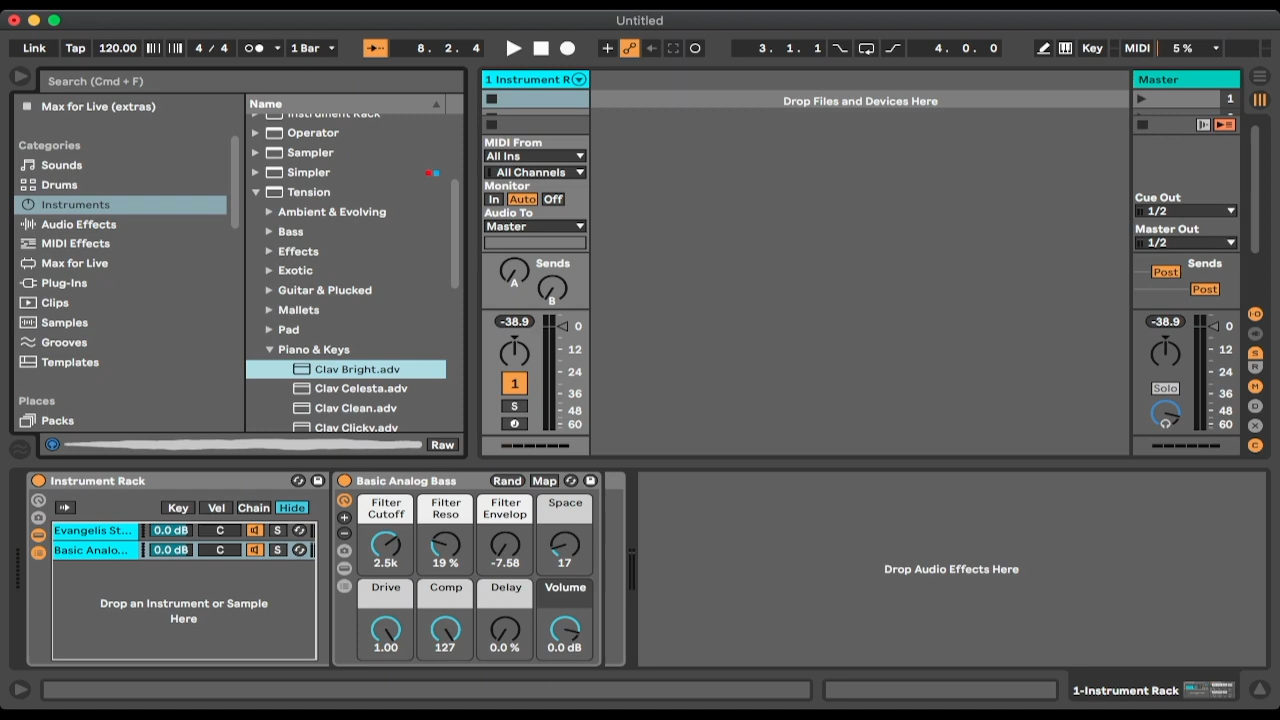 Untitled
Link Tap 120.00 4 / 4 1 Bar 8. 2. 4 3. 1. 1 4. 0. 0 Key MIDI 5 %
Search (Cmd + F)
Max for Live (extras)
Categories
Sounds
Drums
Instruments
Audio Effects
MIDI Effects
Max for Live
Plug-Ins
Clips
Samples
Grooves
Templates
Places
Packs
Name
Instrument Rack
Operator
Sampler
Simpler
Tension
Ambient & Evolving
Bass
Effects
Exotic
Guitar & Plucked
Mallets
Pad
Piano & Keys
Clav Bright.adv
Clav Celesta.adv
Clav Clean.adv
Clav Clicky.adv
Raw
1 Instrument R
MIDI From
All Ins
All Channels
Monitor
In Auto Off
Audio To
Master
Sends
A
B
-38.9
0
12
24
36
48
60
1
S
Drop Files and Devices Here
Master
1
Cue Out
1/2
Master Out
1/2
Sends
Post
Post
-38.9
0
12
24
36
48
60
Solo
I·O
S
R
M
D
X
C
Instrument Rack
Key Vel Chain Hide
Evangelis St... 0.0 dB C S
Basic Analo... 0.0 dB C S
Drop an Instrument or Sample
Here
Basic Analog Bass Rand Map
Filter Cutoff
Filter Reso
Filter Envelop
Space
2.5k 19 % -7.58 17
Drive Comp Delay Volume
1.00 127 0.0 % 0.0 dB
Drop Audio Effects Here
1-Instrument Rack